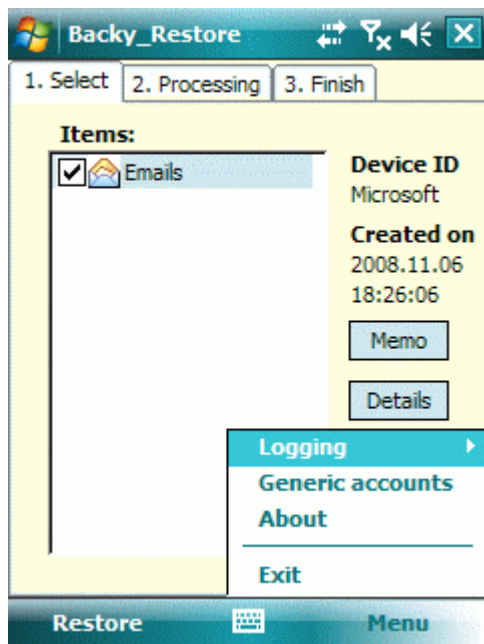 Backy_Restore
1. Select 2. Processing 3. Finish
Items:
Emails
Device ID
Microsoft
Created on
2008.11.06
18:26:06
Memo
Details
Logging
Generic accounts
About
Exit
Restore Menu